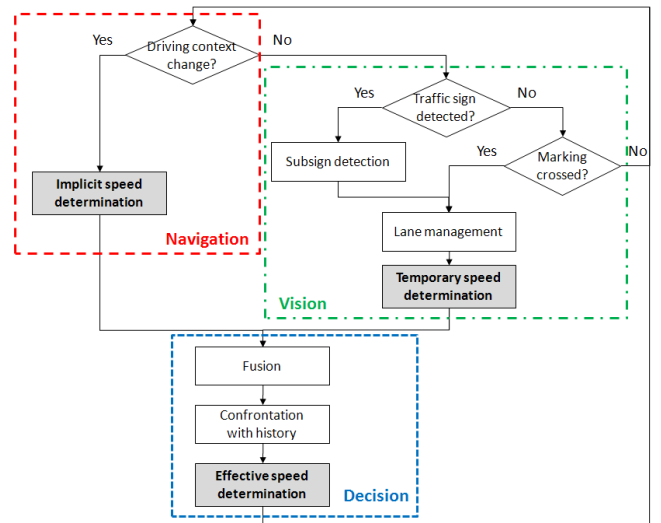 Yes
Driving context
change?
No
Yes
Traffic sign
detected?
No
Subsign detection
Yes
Marking
crossed?
No
Implicit speed
determination
Navigation
Lane management
Temporary speed
determination
Vision
Fusion
Confrontation
with history
Effective speed
determination
Decision